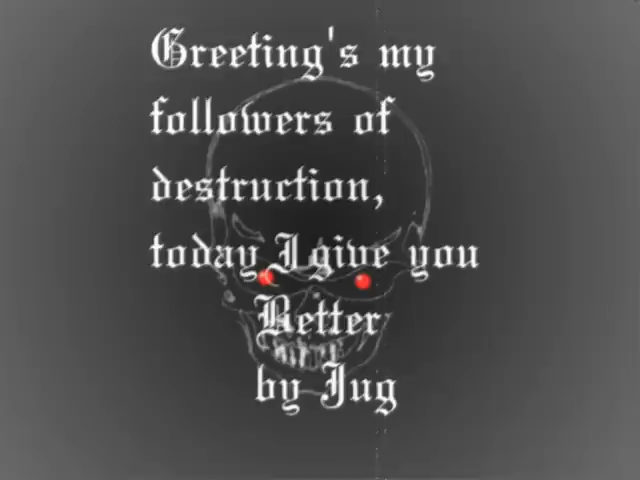 Greeting's my
followers of
destruction,
today I give you
Better
by Jug